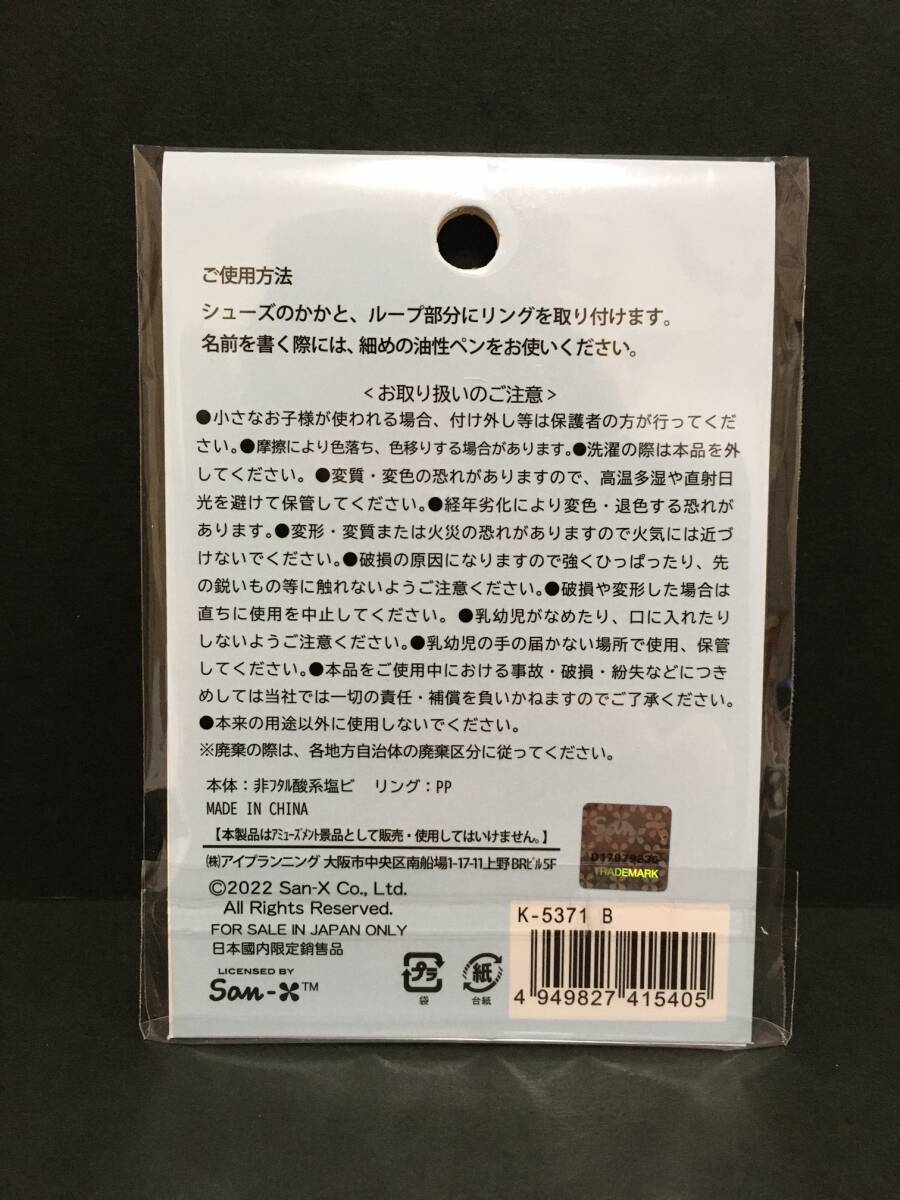 ご使用方法
シューズのかかと、ループ部分にリングを取り付けます。
名前を書く際には、細めの油性ペンをお使いください。
<お取り扱いのご注意>
●小さなお子様が使われる場合、付け外し等は保護者の方が行ってくだ
さい。●摩擦により色落ち、色移りする場合があります。●洗濯の際は本品を外
してください。●変質・変色の恐れがありますので、高温多湿や直射日
光を避けて保管してください。●経年劣化により変色・退色する恐れが
あります。●変形・変質または火災の恐れがありますので火気には近づ
けないでください。●破損の原因になりますので強くひっぱったり、先
の鋭いもの等に触れないようご注意ください。●破損や変形した場合は
直ちに使用を中止してください。●乳幼児がなめたり、口に入れたり
しないようご注意ください。●乳幼児の手の届かない場所で使用、保管
してください。●本品をご使用中における事故・破損・紛失などにつき
めしては当社では一切の責任・補償を負いかねますのでご了承ください。
●本来の用途以外に使用しないでください。
※廃棄の際は、各地方自治体の廃棄区分に従ってください。
本体:非フタル酸系塩ビ リング:PP
MADE IN CHINA
【本製品はアミューズメント景品として販売・使用してはいけません。】
㈱アイプランニング 大阪市中央区南船場1-17-11上野BRビル5F
©2022 San-X Co., Ltd.
All Rights Reserved.
FOR SALE IN JAPAN ONLY
日本國内限定銷售品
LICENSED BY
San-X™
プラ
袋
紙
台紙
San-X
TRADEMARK
K-5371 B
4 949827 415405